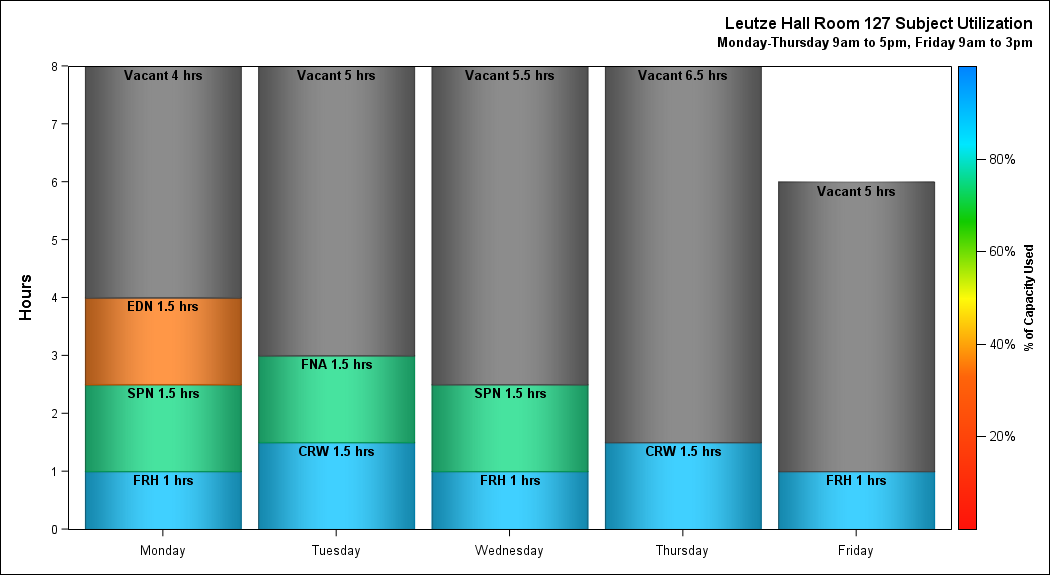 Leutze Hall Room 127 Subject Utilization
Monday-Thursday 9am to 5pm, Friday 9am to 3pm
Hours
8
7
6
5
4
3
2
1
0
Vacant 4 hrs
EDN 1.5 hrs
SPN 1.5 hrs
FRH 1 hrs
Monday
Vacant 5 hrs
FNA 1.5 hrs
CRW 1.5 hrs
Tuesday
Vacant 5.5 hrs
SPN 1.5 hrs
FRH 1 hrs
Wednesday
Vacant 6.5 hrs
CRW 1.5 hrs
Thursday
Vacant 5 hrs
FRH 1 hrs
Friday
80%
60%
40%
20%
% of Capacity Used